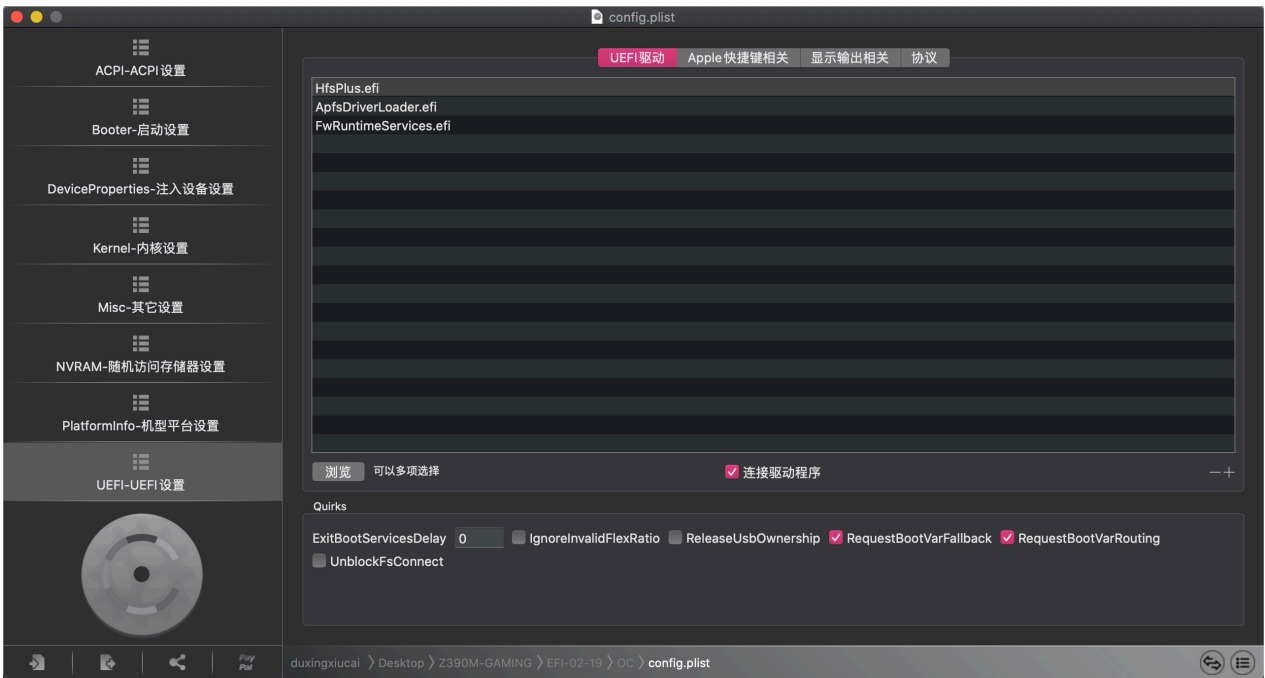 config.plist
ACPI-ACPI设置
Booter-启动设置
DeviceProperties-注入设备设置
Kernel-内核设置
Misc-其它设置
NVRAM-随机访问存储器设置
PlatformInfo-机型平台设置
UEFI-UEFI设置
Pay
Pal
UEFI驱动 Apple快捷键相关 显示输出相关 协议
HfsPlus.efi
ApfsDriverLoader.efi
FwRuntimeServices.efi
浏览 可以多项选择 连接驱动程序
Quirks
ExitBootServicesDelay 0 IgnoreInvalidFlexRatio ReleaseUsbOwnership RequestBootVarFallback RequestBootVarRouting
UnblockFsConnect
duxingxiucai 〉Desktop 〉Z390M-GAMING 〉EFI-02-19 〉OC 〉config.plist